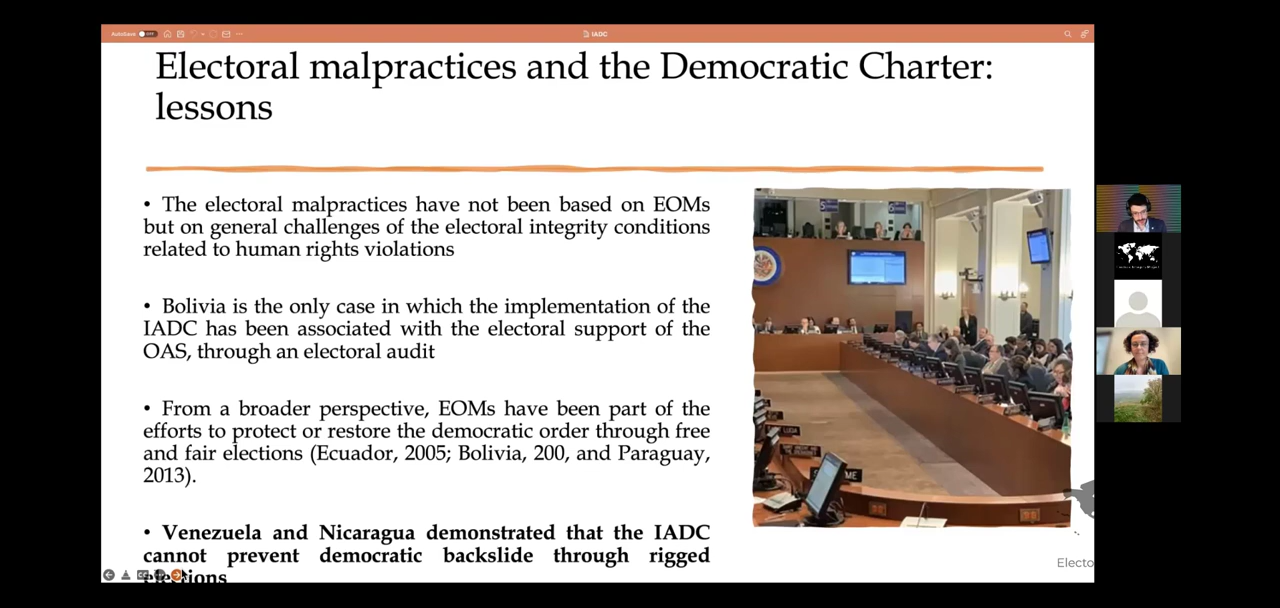 AutoSave OFF
IADC
Electoral malpractices and the Democratic Charter:
lessons
• The electoral malpractices have not been based on EOMs
but on general challenges of the electoral integrity conditions
related to human rights violations
• Bolivia is the only case in which the implementation of the
IADC has been associated with the electoral support of the
OAS, through an electoral audit
• From a broader perspective, EOMs have been part of the
efforts to protect or restore the democratic order through free
and fair elections (Ecuador, 2005; Bolivia, 200, and Paraguay,
2013).
• Venezuela and Nicaragua demonstrated that the IADC
cannot prevent democratic backslide through rigged
elections
Electo